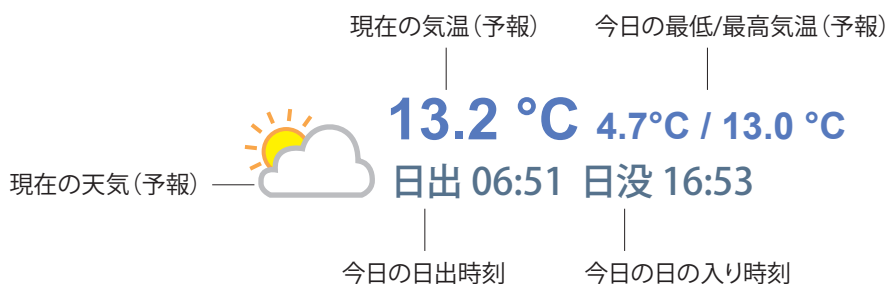 現在の気温(予報)
今日の最低/最高気温(予報)
13.2 °C 4.7°C / 13.0 °C
現在の天気(予報)
日出 06:51 日没 16:53
今日の日出時刻
今日の日の入り時刻